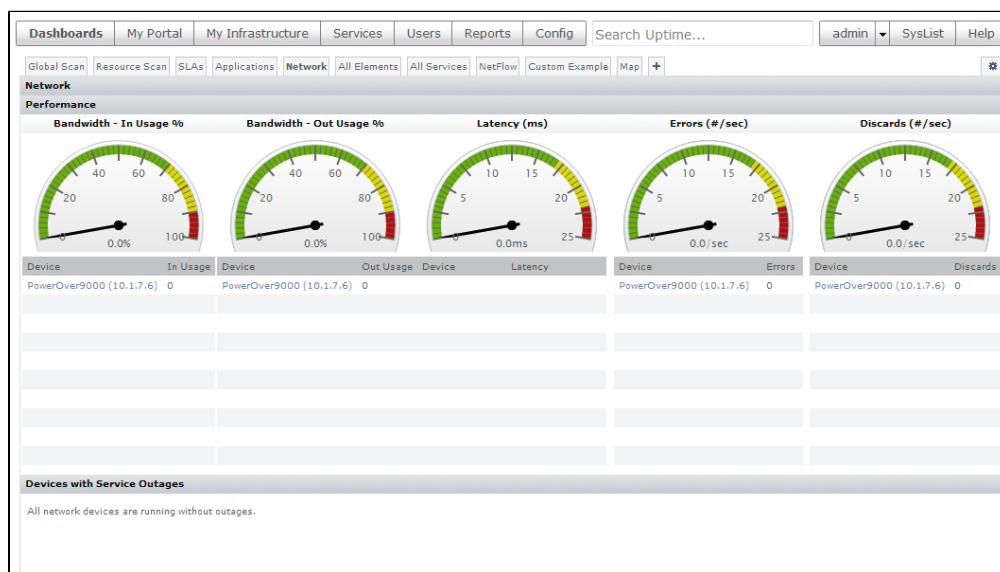 Dashboards My Portal My Infrastructure Services Users Reports Config Search Uptime... admin SysList Help
Global Scan Resource Scan SLAs Applications Network All Elements All Services NetFlow Custom Example Map +
Network
Performance
Bandwidth - In Usage % Bandwidth - Out Usage % Latency (ms) Errors (#/sec) Discards (#/sec)
0 20 40 60 80 100 0.0%
0 20 40 60 80 100 0.0%
0 5 10 15 20 25 0.0ms
0 5 10 15 20 25 0.0/sec
0 5 10 15 20 25 0.0/sec
Device In Usage Device Out Usage Device Latency Device Errors Device Discards
PowerOver9000 (10.1.7.6) 0 PowerOver9000 (10.1.7.6) 0 PowerOver9000 (10.1.7.6) 0 PowerOver9000 (10.1.7.6) 0
Devices with Service Outages
All network devices are running without outages.